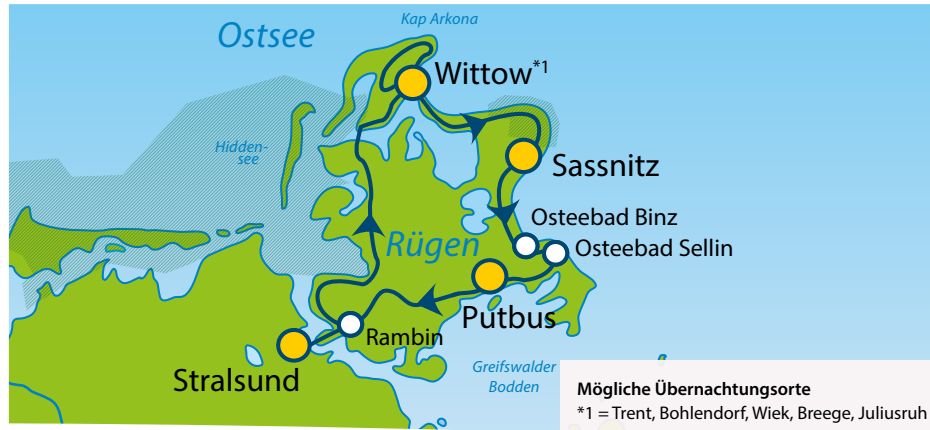 Kap Arkona
Ostsee
Wittow*1
Hidden-
see
Sassnitz
Osteebad Binz
Osteebad Sellin
Rügen
Putbus
Rambin
Stralsund
Greifswalder
Bodden
Mögliche Übernachtungsorte
*1 = Trent, Bohlendorf, Wiek, Breege, Juliusruh